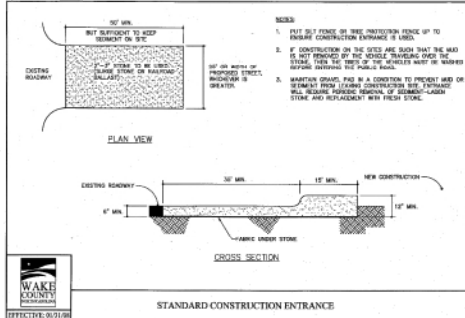 50' MIN.
BUT SUFFICIENT TO KEEP
SEDIMENT ON SITE
EXISTING
ROADWAY
2"-3" STONE TO BE USED
(SURGE STONE OR RAILROAD
BALLAST)
OR WIDTH OF
PROPOSED STREET,
WHICHEVER IS
GREATER.
PLAN VIEW
NOTES:
1. PUT SILT FENCE OR TREE PROTECTION FENCE UP TO
ENSURE CONSTRUCTION ENTRANCE IS USED.
2. IF CONSTRUCTION ON THE SITES ARE SUCH THAT THE MUD
IS NOT REMOVED BY THE VEHICLE TRAVELING OVER THE
STONE, THEN THE TIRES OF THE VEHICLES MUST BE WASHED
BEFORE ENTERING THE PUBLIC ROAD.
3. MAINTAIN GRAVEL PAD IN A CONDITION TO PREVENT MUD OR
SEDIMENT FROM LEAVING CONSTRUCTION SITE. ENTRANCE
WILL REQUIRE PERIODIC REMOVAL OF SEDIMENT-LADEN
STONE AND REPLACEMENT WITH FRESH STONE.
35' MIN.
15' MIN.
NEW CONSTRUCTION
EXISTING ROADWAY
6" MIN.
12" MIN.
FABRIC UNDER STONE
CROSS SECTION
WAKE
COUNTY
NORTH CAROLINA
STANDARD CONSTRUCTION ENTRANCE